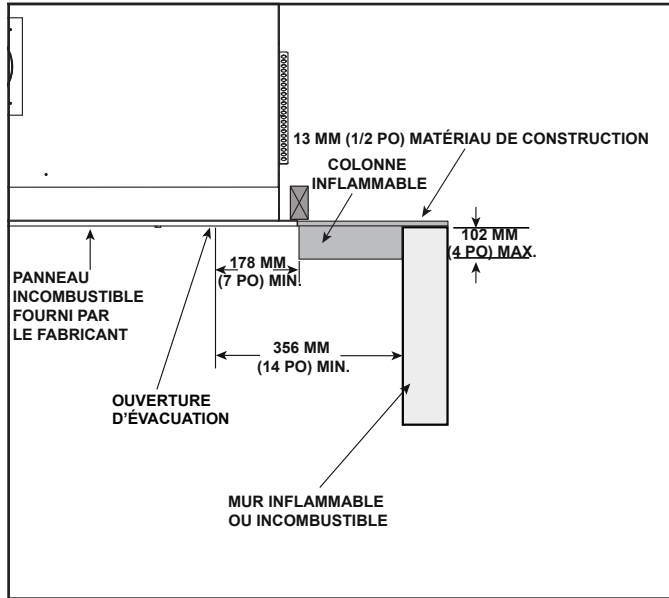 13 MM (1/2 PO) MATÉRIAU DE CONSTRUCTION
COLONNE
INFLAMMABLE
102 MM
(4 PO) MAX.
178 MM
(7 PO) MIN.
PANNEAU
INCOMBUSTIBLE
FOURNI PAR
LE FABRICANT
356 MM
(14 PO) MIN.
OUVERTURE
D'ÉVACUATION
MUR INFLAMMABLE
OU INCOMBUSTIBLE